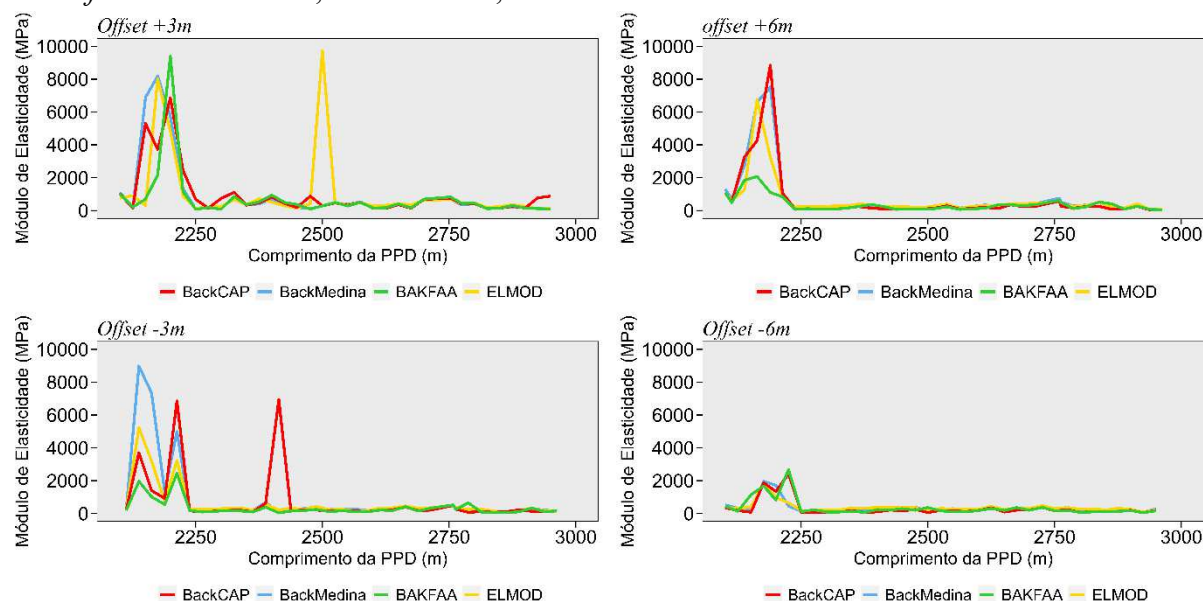 Offset +3m
offset +6m
Módulo de Elasticidade (MPa)
10000
8000
6000
4000
2000
0
2250
2500
2750
3000
Comprimento da PPD (m)
BackCAP BackMedina BAKFAA ELMOD
Módulo de Elasticidade (MPa)
10000
8000
6000
4000
2000
0
2250
2500
2750
3000
Comprimento da PPD (m)
BackCAP BackMedina BAKFAA ELMOD
Offset -3m
Offset -6m
Módulo de Elasticidade (MPa)
10000
8000
6000
4000
2000
0
2250
2500
2750
3000
Comprimento da PPD (m)
BackCAP BackMedina BAKFAA ELMOD
Módulo de Elasticidade (MPa)
10000
8000
6000
4000
2000
0
2250
2500
2750
3000
Comprimento da PPD (m)
BackCAP BackMedina BAKFAA ELMOD